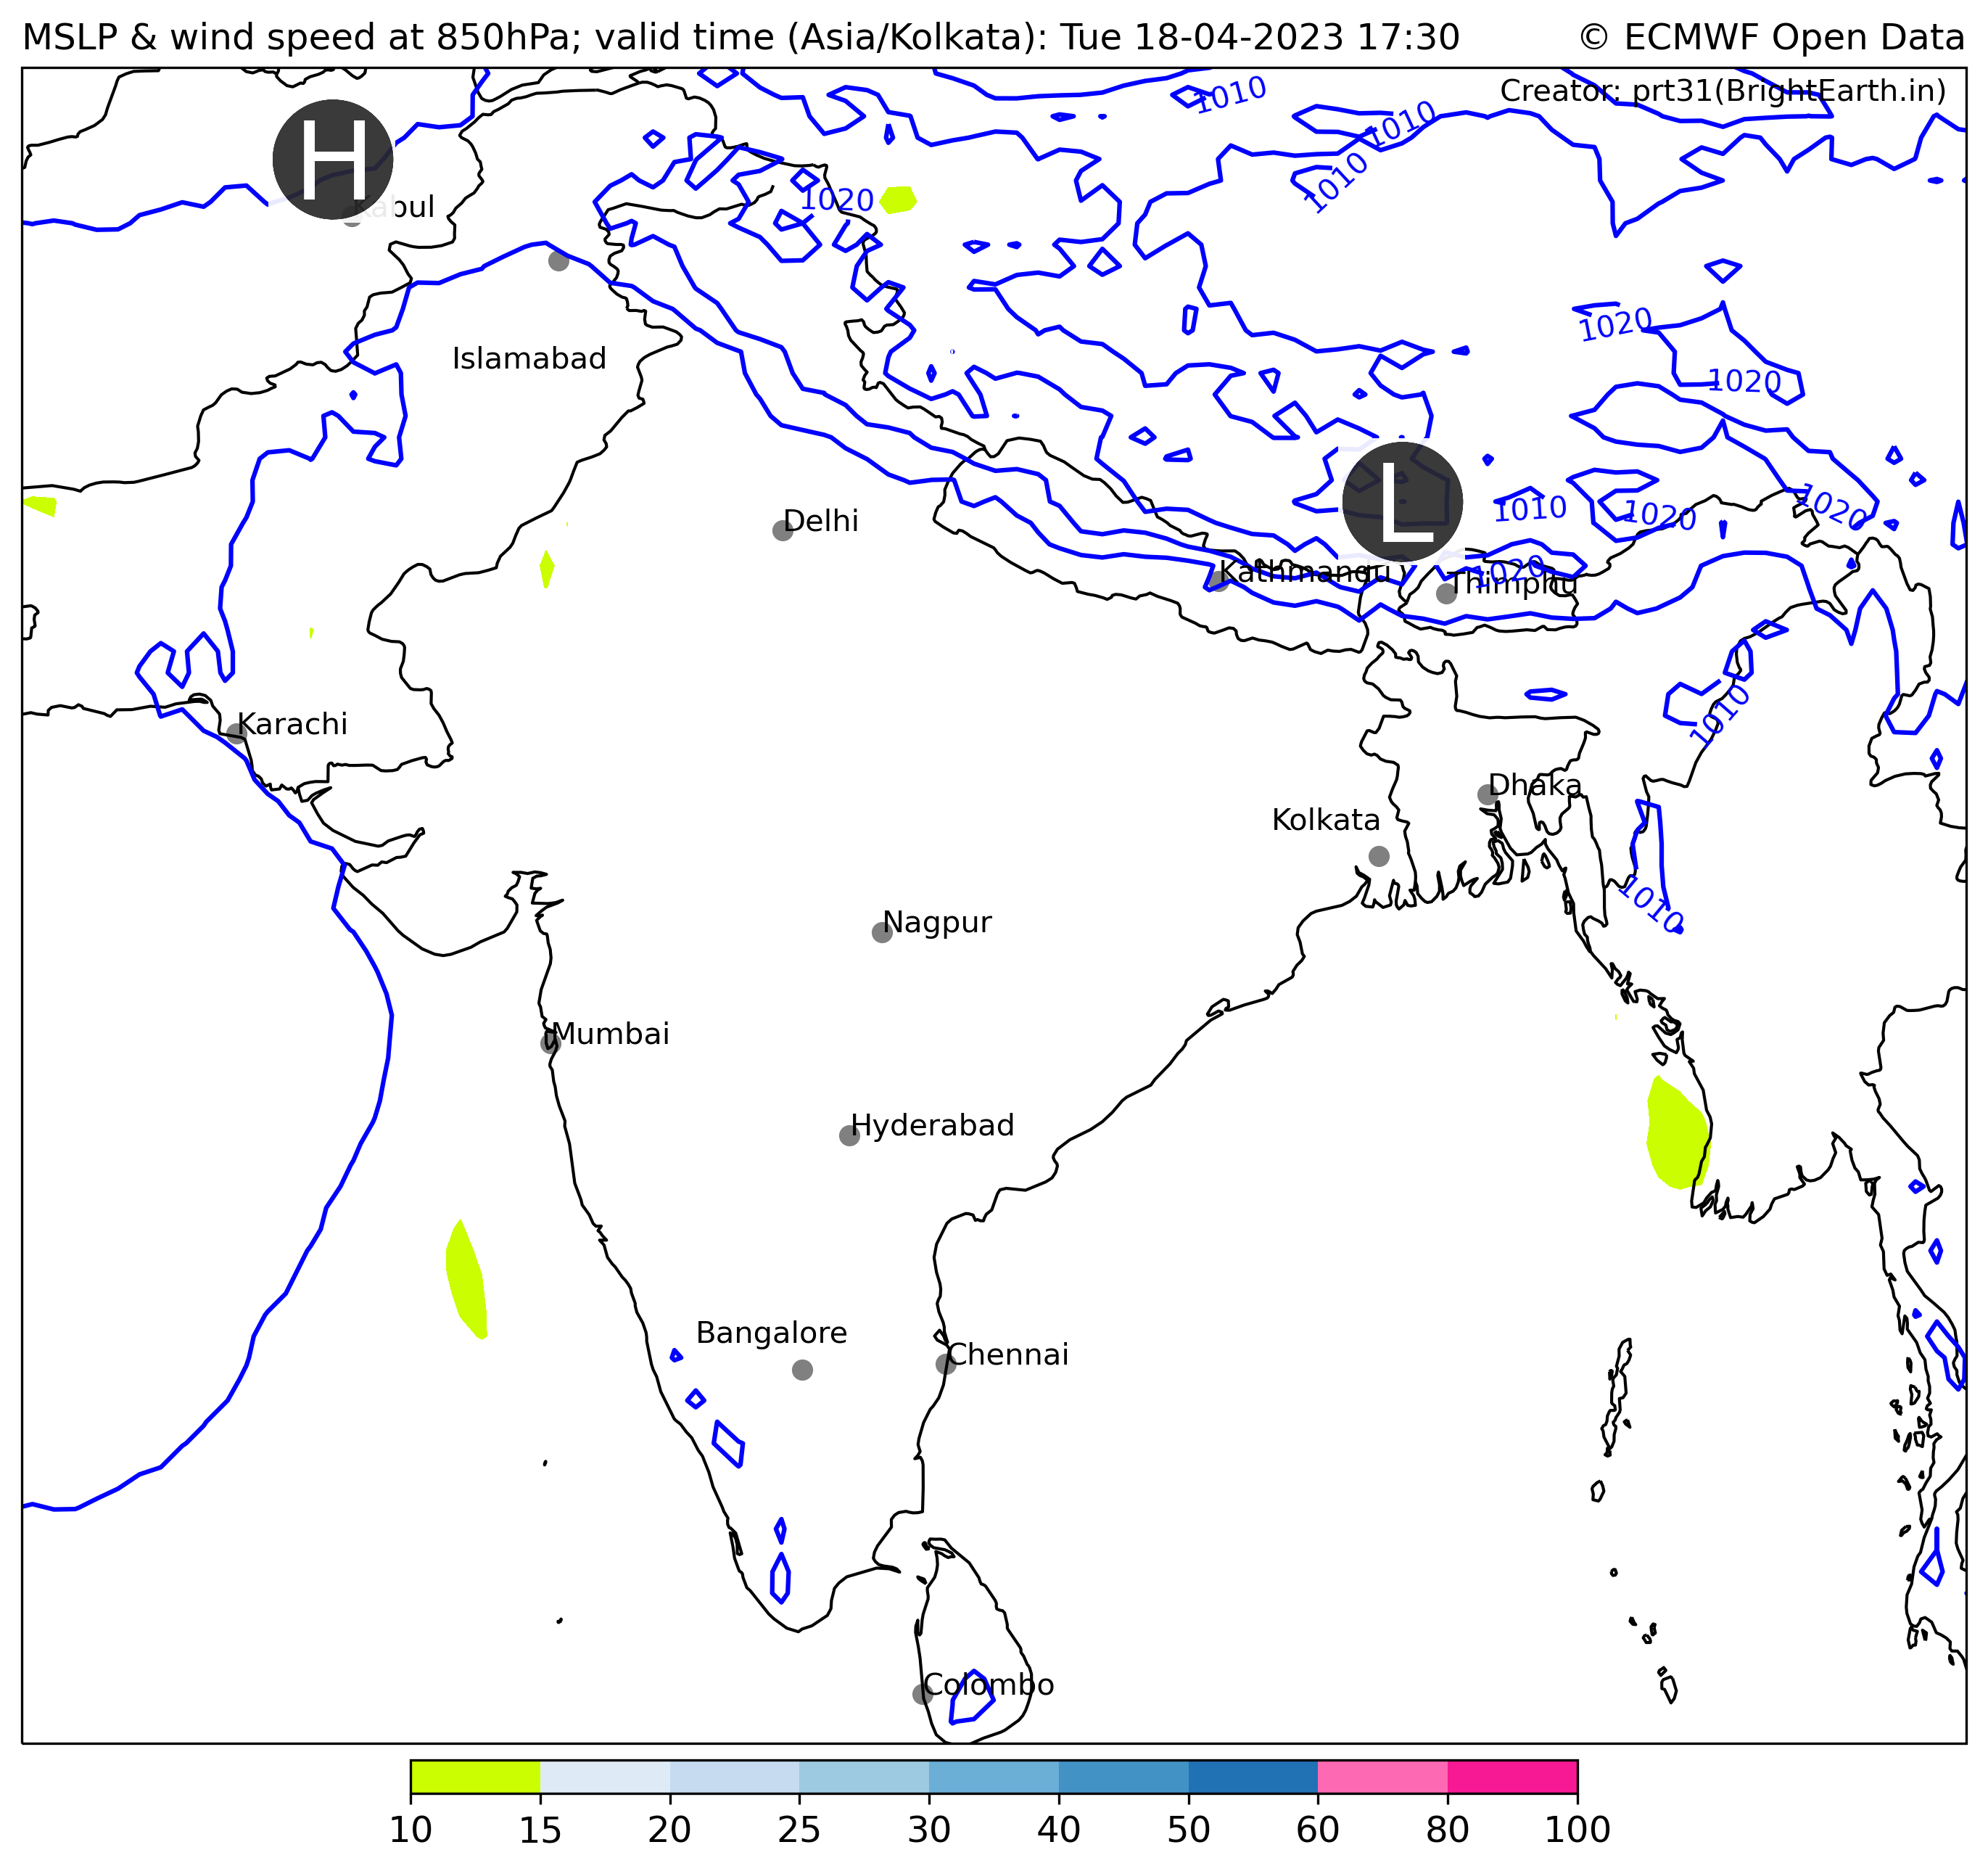 MSLP & wind speed at 850hPa; valid time (Asia/Kolkata): Tue 18-04-2023 17:30 © ECMWF Open Data
Creator: prt31(BrightEarth.in)
1010
1010
H
1010
1020
Kabul
1020
Islamabad
1020
L
1010
1020
1020
Delhi
Kathmandu
1020
Thimphu
1010
Karachi
Dhaka
Kolkata
1010
Nagpur
Mumbai
Hyderabad
Bangalore
Chennai
Colombo
10 15 20 25 30 40 50 60 80 100